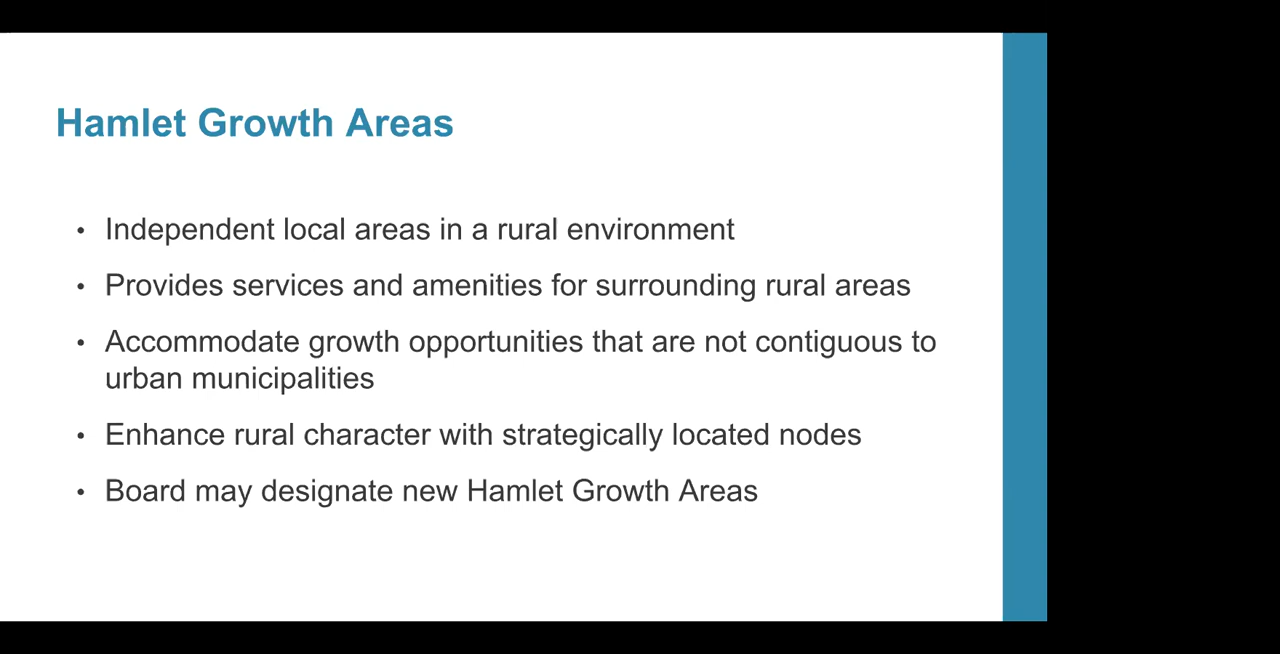 Hamlet Growth Areas
• Independent local areas in a rural environment
• Provides services and amenities for surrounding rural areas
• Accommodate growth opportunities that are not contiguous to
urban municipalities
• Enhance rural character with strategically located nodes
• Board may designate new Hamlet Growth Areas